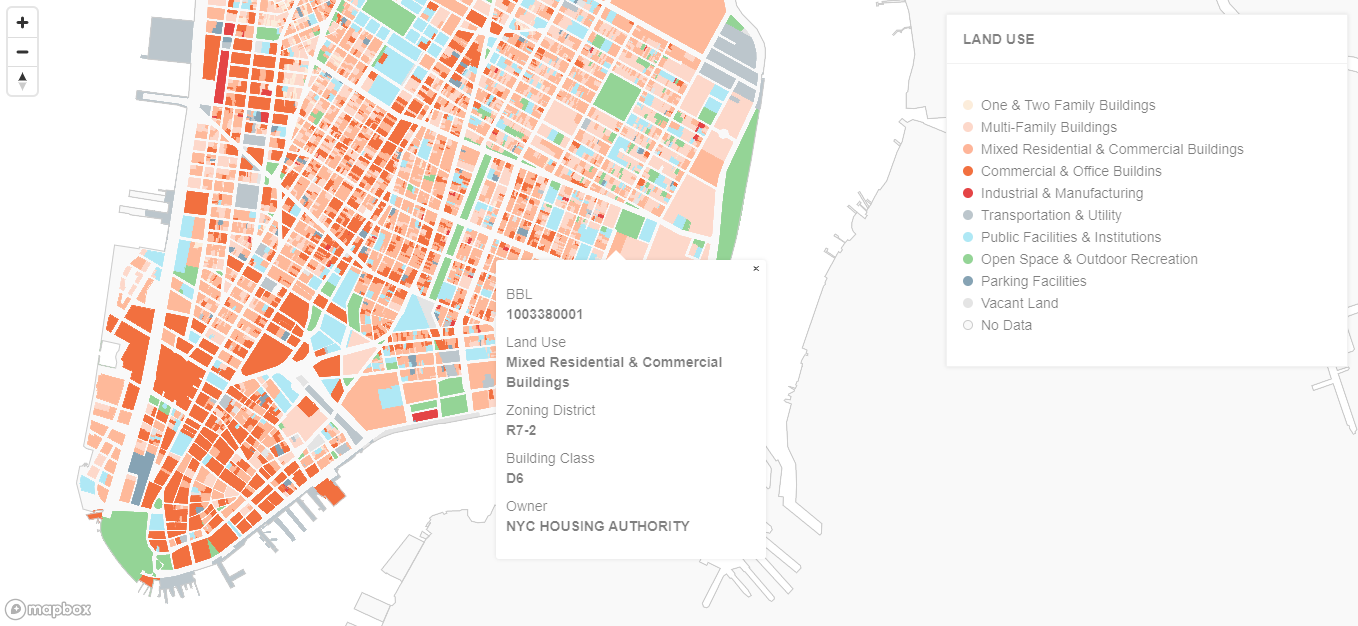 LAND USE
One & Two Family Buildings
Multi-Family Buildings
Mixed Residential & Commercial Buildings
Commercial & Office Buildins
Industrial & Manufacturing
Transportation & Utility
Public Facilities & Institutions
Open Space & Outdoor Recreation
Parking Facilities
Vacant Land
No Data
×
BBL
1003380001
Land Use
Mixed Residential & Commercial
Buildings
Zoning District
R7-2
Building Class
D6
Owner
NYC HOUSING AUTHORITY
mapbox